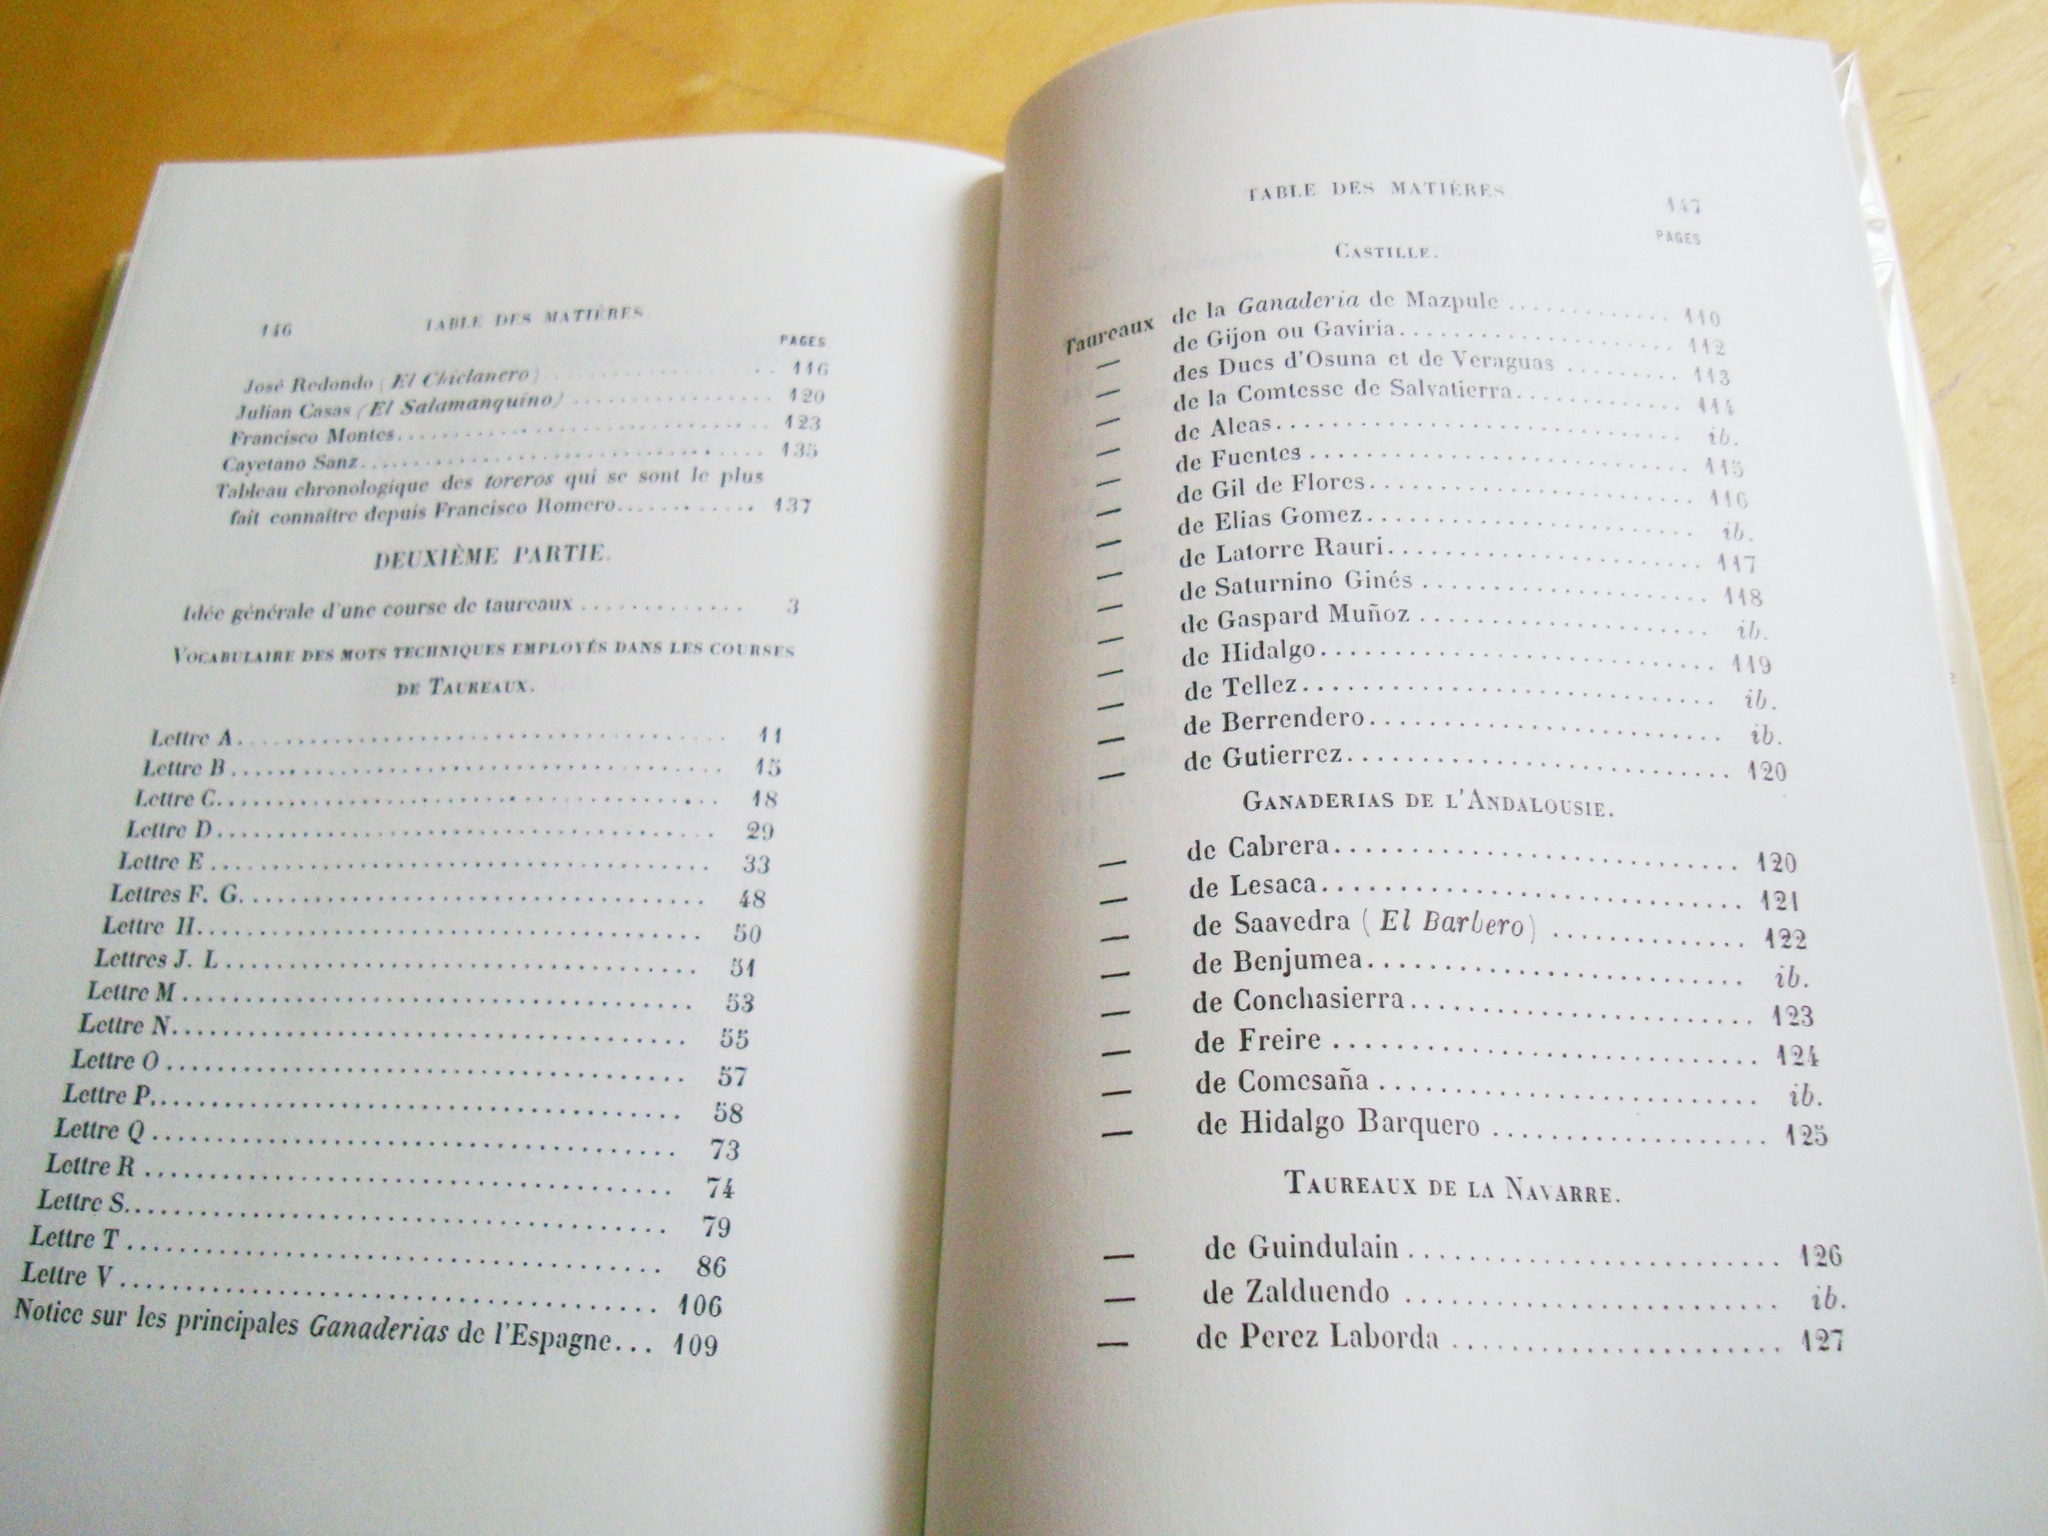 146 TABLE DES MATIÈRES.
PAGES
José Redondo (El Chiclanero) . . . . . . . . . . . . . . 116
Julian Casas (El Salamanquino) . . . . . . . . . . . . . . 120
Francisco Montes. . . . . . . . . . . . . . . . . . . . . . . . . . 123
Cayetano Sanz. . . . . . . . . . . . . . . . . . . . . . . . . . . . 135
Tableau chronologique des toreros qui se sont le plus
fait connaître depuis Francisco Romero. . . . . . . . . . . 137
DEUXIÈME PARTIE.
Idée générale d'une course de taureaux . . . . . . . . . . . . . 3
VOCABULAIRE DES MOTS TECHNIQUES EMPLOYÉS DANS LES COURSES
DE TAUREAUX.
Lettre A. . . . . . . . . . . . . . . . . . . . . . . . . . . . . . . 11
Lettre B. . . . . . . . . . . . . . . . . . . . . . . . . . . . . . . 15
Lettre C. . . . . . . . . . . . . . . . . . . . . . . . . . . . . . . 18
Lettre D. . . . . . . . . . . . . . . . . . . . . . . . . . . . . . . 29
Lettre E . . . . . . . . . . . . . . . . . . . . . . . . . . . . . . . 33
Lettres F. G. . . . . . . . . . . . . . . . . . . . . . . . . . . . . 48
Lettre H. . . . . . . . . . . . . . . . . . . . . . . . . . . . . . . 50
Lettres J. L . . . . . . . . . . . . . . . . . . . . . . . . . . . . . 51
Lettre M . . . . . . . . . . . . . . . . . . . . . . . . . . . . . . . 53
Lettre N. . . . . . . . . . . . . . . . . . . . . . . . . . . . . . . 55
Lettre O . . . . . . . . . . . . . . . . . . . . . . . . . . . . . . . 57
Lettre P. . . . . . . . . . . . . . . . . . . . . . . . . . . . . . . 58
Lettre Q . . . . . . . . . . . . . . . . . . . . . . . . . . . . . . . 73
Lettre R . . . . . . . . . . . . . . . . . . . . . . . . . . . . . . . 74
Lettre S. . . . . . . . . . . . . . . . . . . . . . . . . . . . . . . 79
Lettre T . . . . . . . . . . . . . . . . . . . . . . . . . . . . . . . 86
Lettre V . . . . . . . . . . . . . . . . . . . . . . . . . . . . . . . 106
Notice sur les principales Ganaderias de l'Espagne. . . 109
TABLE DES MATIÈRES. 147
PAGES
CASTILLE.
Taureaux de la Ganaderia de Mazpule . . . . . . . . . . . . 110
— de Gijon ou Gaviria. . . . . . . . . . . . . . . . . . . . 112
— des Ducs d'Osuna et de Veraguas . . . . . . . . . 113
— de la Comtesse de Salvatierra. . . . . . . . . . . . 114
— de Aleas. . . . . . . . . . . . . . . . . . . . . . . . . . . . ib.
— de Fuentes . . . . . . . . . . . . . . . . . . . . . . . . . . 115
— de Gil de Flores. . . . . . . . . . . . . . . . . . . . . . 116
— de Elias Gomez. . . . . . . . . . . . . . . . . . . . . . ib.
— de Latorre Rauri. . . . . . . . . . . . . . . . . . . . . 117
— de Saturnino Ginés . . . . . . . . . . . . . . . . . . . 118
— de Gaspard Muñoz . . . . . . . . . . . . . . . . . . . . ib.
— de Hidalgo. . . . . . . . . . . . . . . . . . . . . . . . . . 119
— de Tellez. . . . . . . . . . . . . . . . . . . . . . . . . . . ib.
— de Berrendero. . . . . . . . . . . . . . . . . . . . . . . ib.
— de Gutierrez. . . . . . . . . . . . . . . . . . . . . . . . . 120
GANADERIAS DE L'ANDALOUSIE.
— de Cabrera. . . . . . . . . . . . . . . . . . . . . . . . . . 120
— de Lesaca. . . . . . . . . . . . . . . . . . . . . . . . . . . 121
— de Saavedra (El Barbero) . . . . . . . . . . . . . 122
— de Benjumea. . . . . . . . . . . . . . . . . . . . . . . . ib.
— de Conchasierra. . . . . . . . . . . . . . . . . . . . . . 123
— de Freire . . . . . . . . . . . . . . . . . . . . . . . . . . . 124
— de Comesaña . . . . . . . . . . . . . . . . . . . . . . . . ib.
— de Hidalgo Barquero . . . . . . . . . . . . . . . . . . 125
TAUREAUX DE LA NAVARRE.
— de Guindulain . . . . . . . . . . . . . . . . . . . . . . . 126
— de Zalduendo . . . . . . . . . . . . . . . . . . . . . . . ib.
— de Perez Laborda . . . . . . . . . . . . . . . . . . . . 127